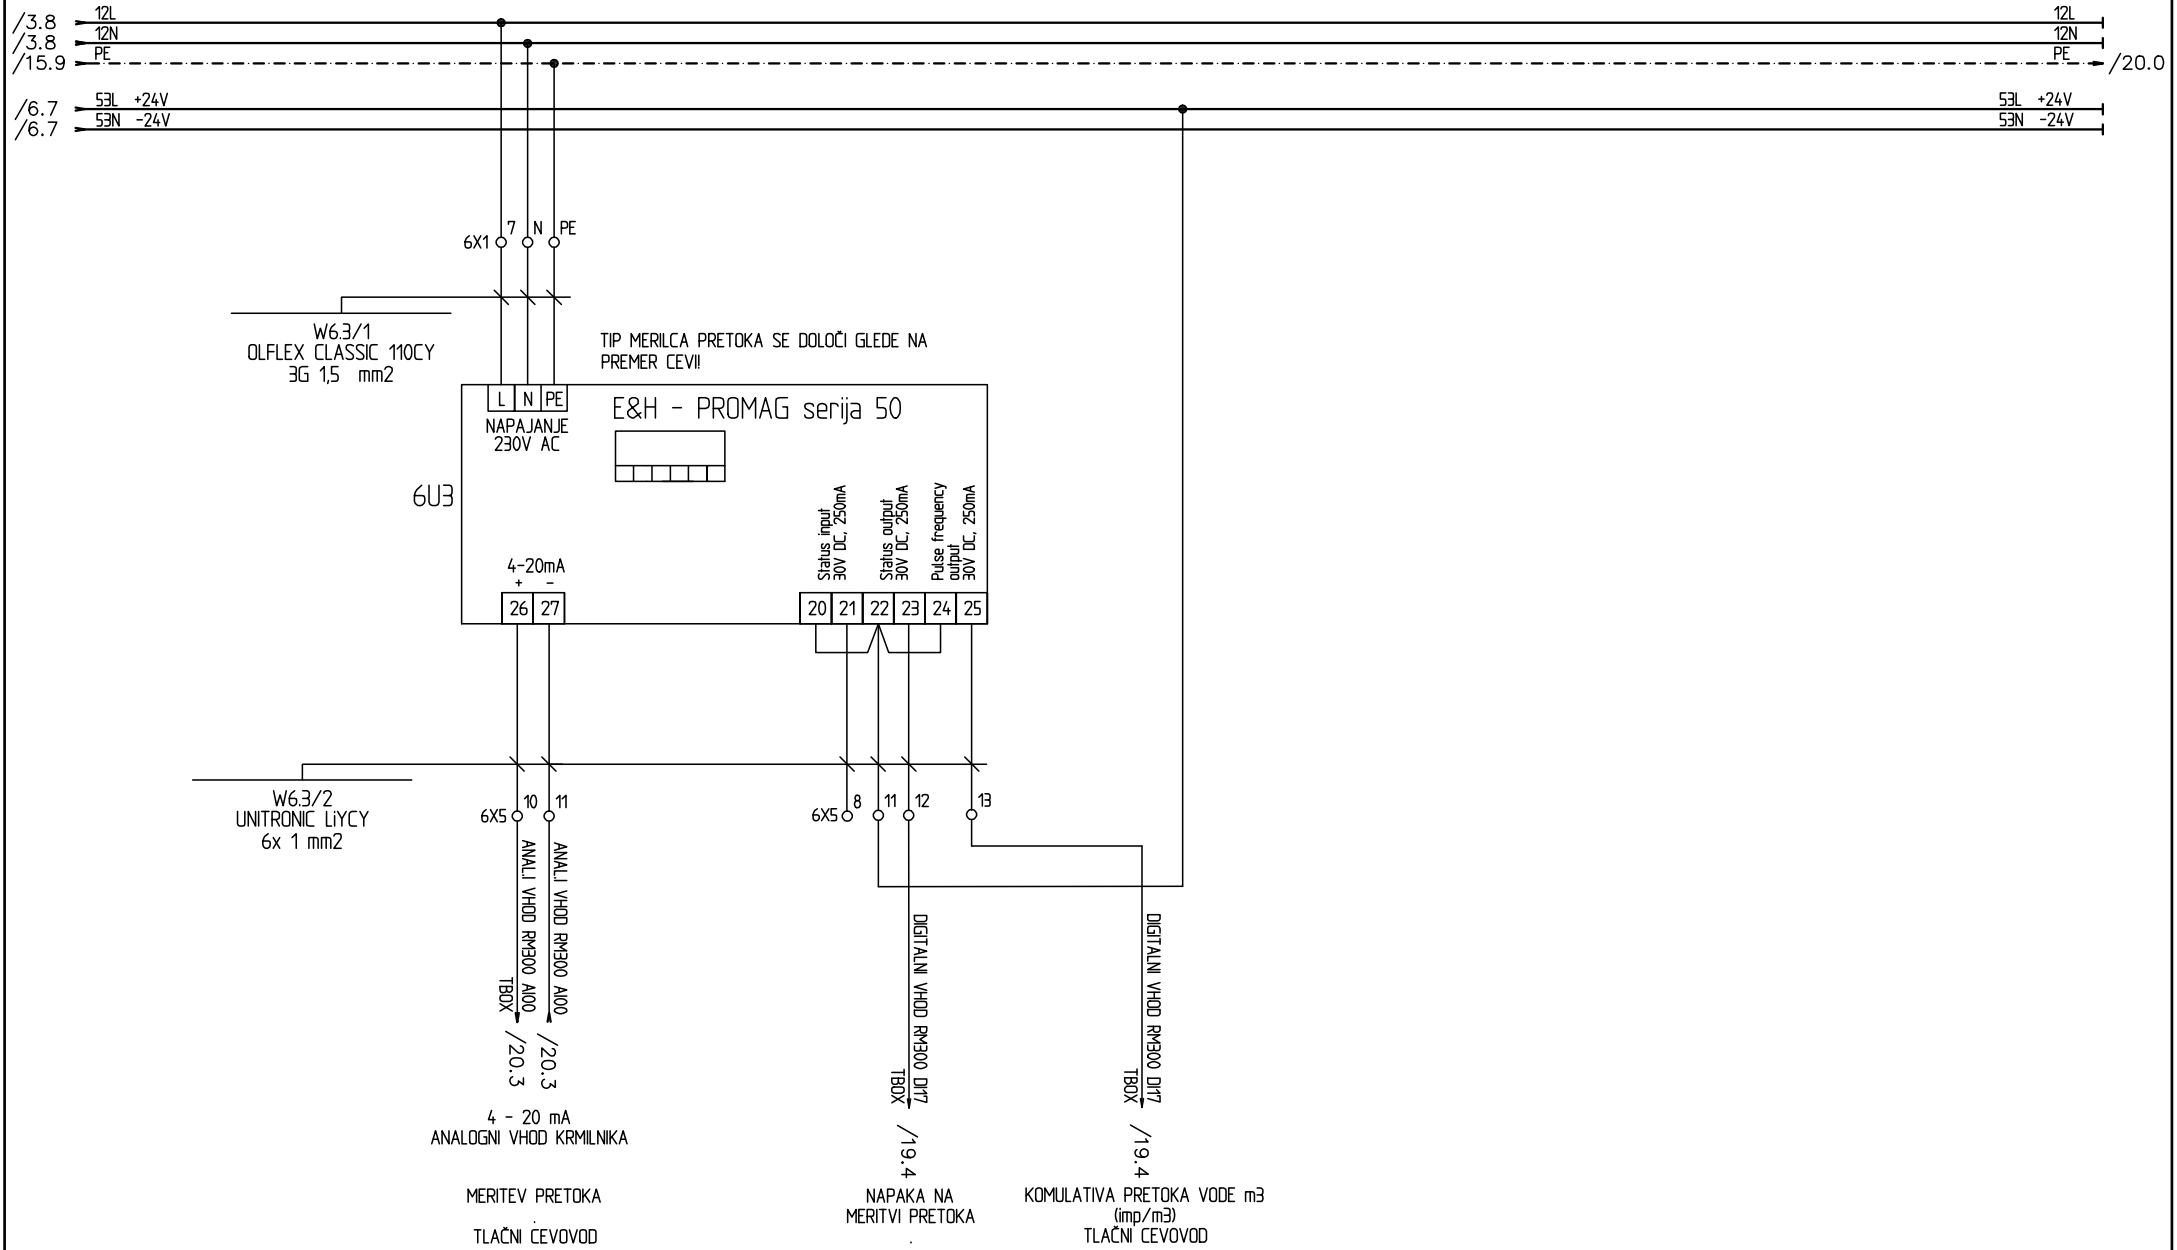 /3.8 12L 12L
/3.8 12N 12N
/15.9 PE PE /20.0
/6.7 53L +24V 53L +24V
/6.7 53N -24V 53N -24V
6X1 7 N PE
W6.3/1
OLFLEX CLASSIC 110CY
3G 1,5 mm2
TIP MERILCA PRETOKA SE DOLOČI GLEDE NA
PREMER CEVI!
L N PE
NAPAJANJE
230V AC
E&H - PROMAG serija 50
6U3
4-20mA
+ -
26 27
Status input
30V DC, 250mA
Status output
30V DC, 250mA
Pulse frequency
output
30V DC, 250mA
20 21 22 23 24 25
W6.3/2
UNITRONIC LiYCY
6x 1 mm2
6X5 10 11
6X5 8 11 12 13
ANAL.I VHOD RM300 AI00
TBOX
/20.3
ANAL.I VHOD RM300 AI00
/20.3
4 - 20 mA
ANALOGNI VHOD KRMILNIKA
MERITEV PRETOKA
.
TLAČNI CEVOVOD
DIGITALNI VHOD RM300 DI17
TBOX
/19.4
NAPAKA NA
MERITVI PRETOKA
.
DIGITALNI VHOD RM300 DI17
TBOX
/19.4
KOMULATIVA PRETOKA VODE m3
(imp/m3)
TLAČNI CEVOVOD